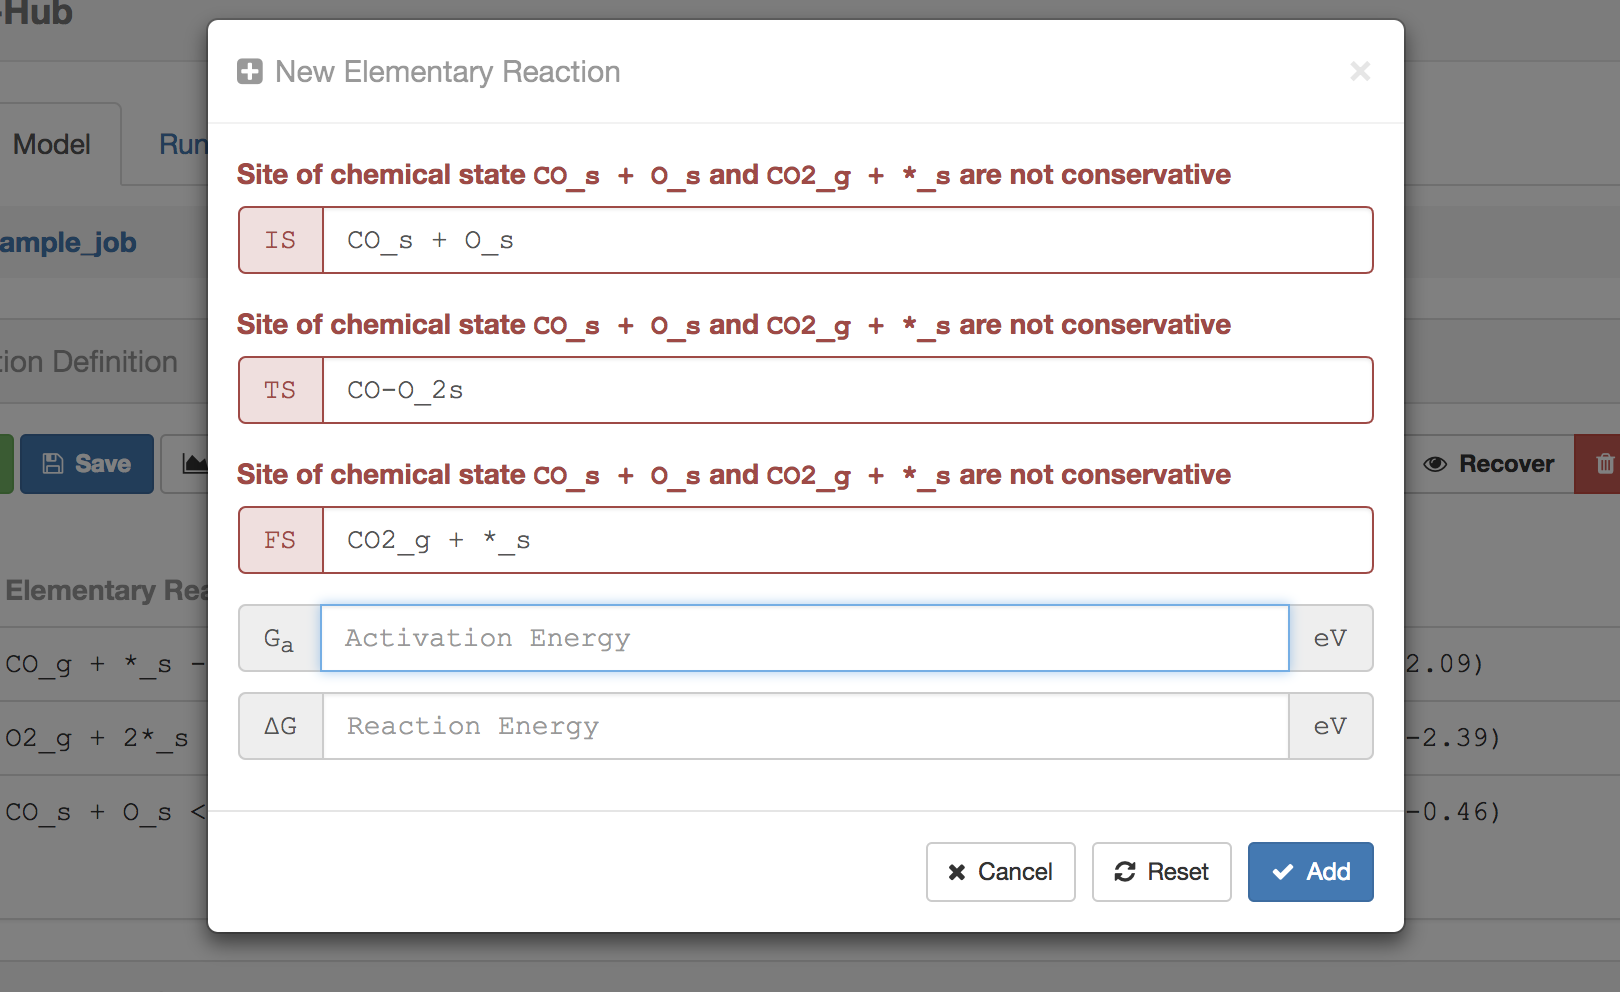 -Hub
New Elementary Reaction
×
Model
Run
Site of chemical state CO_s + O_s and CO2_g + *_s are not conservative
ample_job
IS CO_s + O_s
Site of chemical state CO_s + O_s and CO2_g + *_s are not conservative
tion Definition
TS CO-O_2s
Save
Recover
Site of chemical state CO_s + O_s and CO2_g + *_s are not conservative
FS CO2_g + *_s
Elementary Rea
Ga Activation Energy eV
CO_g + *_s -
2.09)
ΔG Reaction Energy eV
O2_g + 2*_s
-2.39)
CO_s + O_s <
-0.46)
Cancel
Reset
Add